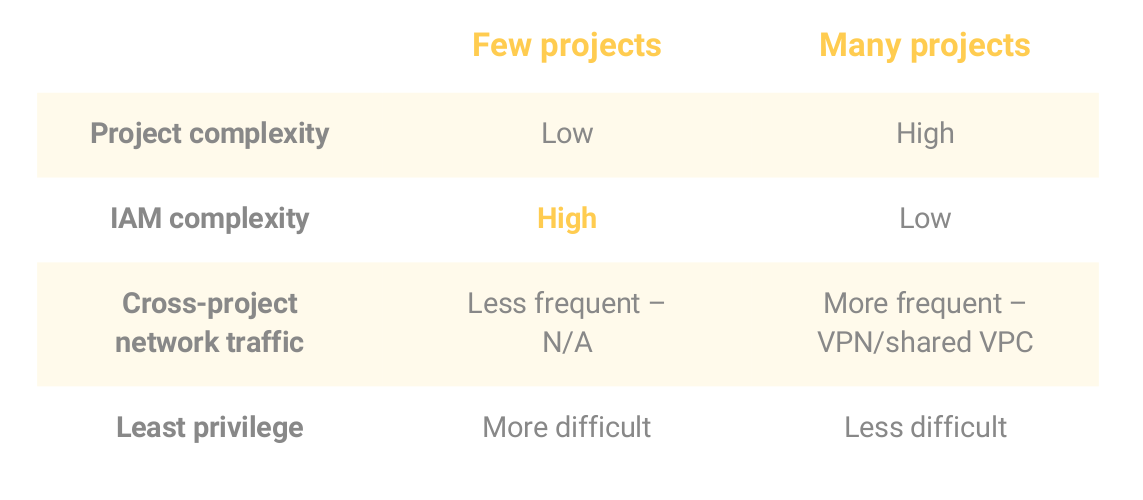 Few projects Many projects
Project complexity Low High
IAM complexity High Low
Cross-project Less frequent – More frequent –
network traffic N/A VPN/shared VPC
Least privilege More difficult Less difficult